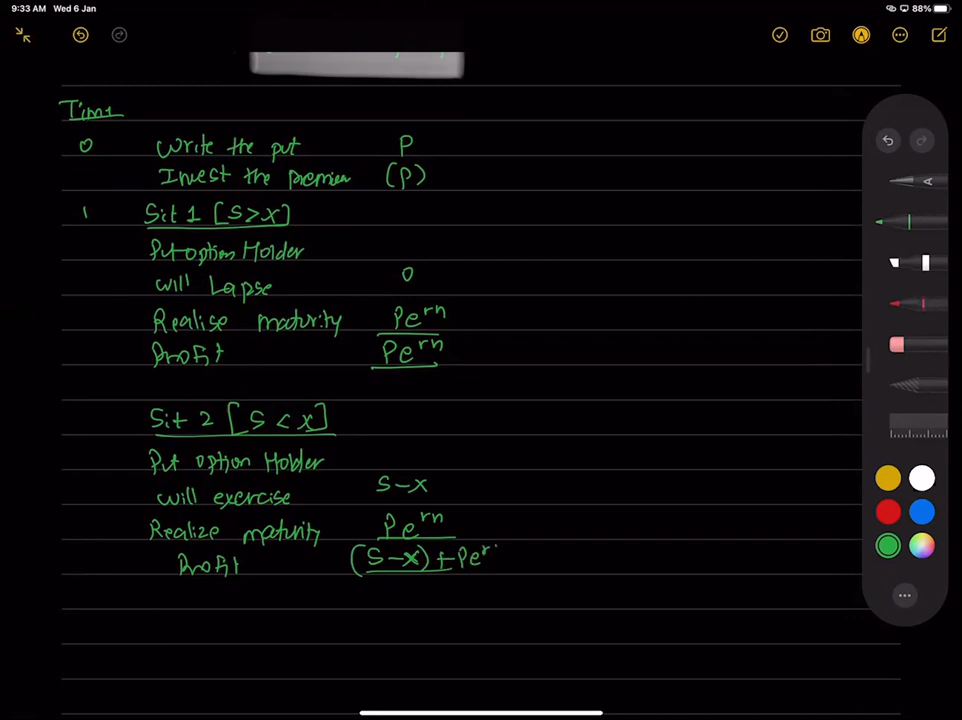 9:33 AM Wed 6 Jan 88%
Time
0 Write the put P
Invest the premium (P)
1 Sit 1 [S>X]
Put option Holder
will Lapse 0
Realise maturity Pe^rn
Profit Pe^rn
Sit 2 [S < X]
Put option Holder
will exercise S-X
Realize maturity Pe^rn
Profit (S-X)+Pe^r
A